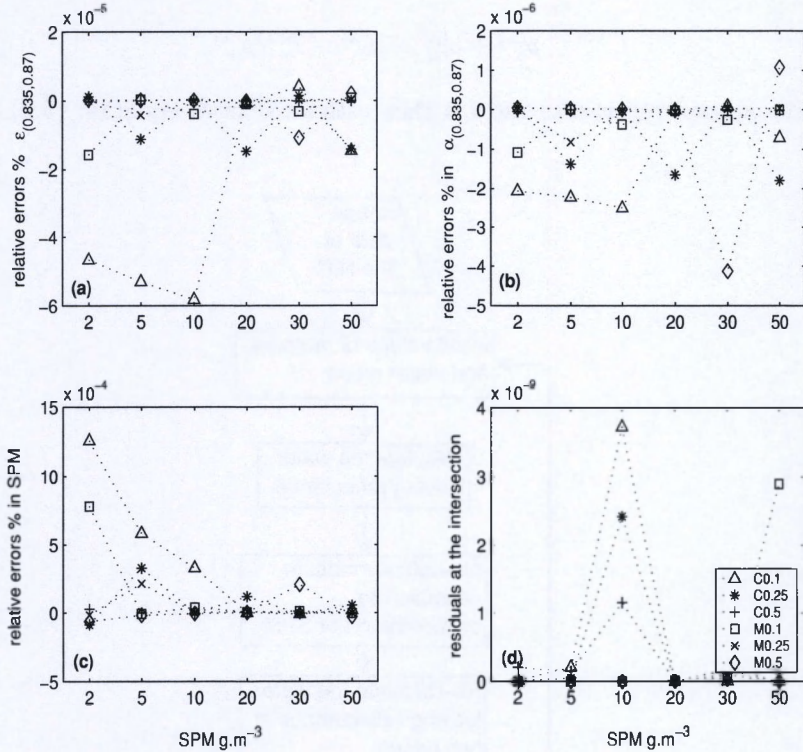 x 10⁻⁵
2
0
-2
-4
-6
relative errors % ε(0.835,0.87)
(a)
2 5 10 20 30 50
x 10⁻⁶
2
1
0
-1
-2
-3
-4
-5
relative errors % in α(0.835,0.87)
(b)
2 5 10 20 30 50
x 10⁻⁴
15
10
5
0
-5
relative errors % in SPM
(c)
2 5 10 20 30 50
SPM g.m⁻³
x 10⁻⁹
4
3
2
1
0
residuals at the intersection
(d)
C0.1
C0.25
C0.5
M0.1
M0.25
M0.5
2 5 10 20 30 50
SPM g.m⁻³